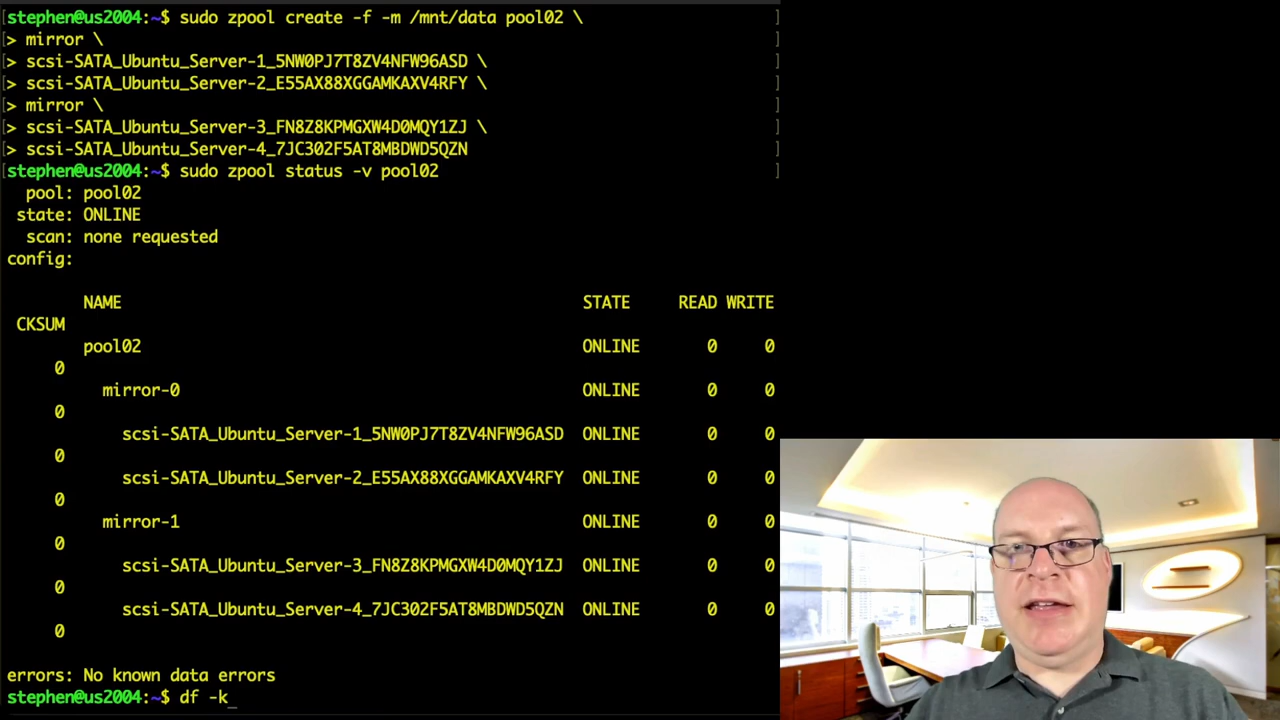 [stephen@us2004:~$ sudo zpool create -f -m /mnt/data pool02 \ ]
[> mirror \ ]
[> scsi-SATA_Ubuntu_Server-1_5NW0PJ7T8ZV4NFW96ASD \ ]
[> scsi-SATA_Ubuntu_Server-2_E55AX88XGGAMKAXV4RFY \ ]
[> mirror \ ]
[> scsi-SATA_Ubuntu_Server-3_FN8Z8KPMGXW4D0MQY1ZJ \ ]
[> scsi-SATA_Ubuntu_Server-4_7JC302F5AT8MBDWD5QZN ]
[stephen@us2004:~$ sudo zpool status -v pool02 ]
pool: pool02
state: ONLINE
scan: none requested
config:
NAME STATE READ WRITE
CKSUM
pool02 ONLINE 0 0
0
mirror-0 ONLINE 0 0
0
scsi-SATA_Ubuntu_Server-1_5NW0PJ7T8ZV4NFW96ASD ONLINE 0 0
0
scsi-SATA_Ubuntu_Server-2_E55AX88XGGAMKAXV4RFY ONLINE 0 0
0
mirror-1 ONLINE 0 0
0
scsi-SATA_Ubuntu_Server-3_FN8Z8KPMGXW4D0MQY1ZJ ONLINE 0 0
0
scsi-SATA_Ubuntu_Server-4_7JC302F5AT8MBDWD5QZN ONLINE 0 0
0
errors: No known data errors
stephen@us2004:~$ df -k_